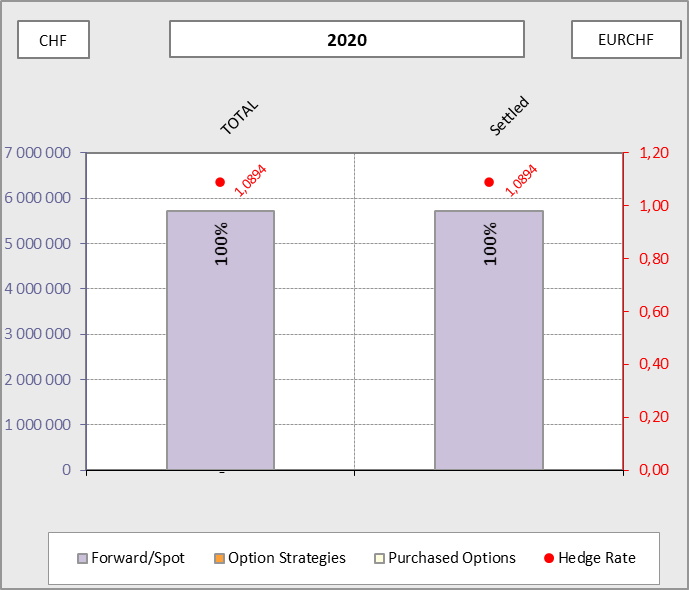 CHF
2020
EURCHF
TOTAL
Settled
7 000 000
6 000 000
5 000 000
4 000 000
3 000 000
2 000 000
1 000 000
0
1,0894
1,0894
100%
100%
1,20
1,00
0,80
0,60
0,40
0,20
0,00
Forward/Spot
Option Strategies
Purchased Options
Hedge Rate